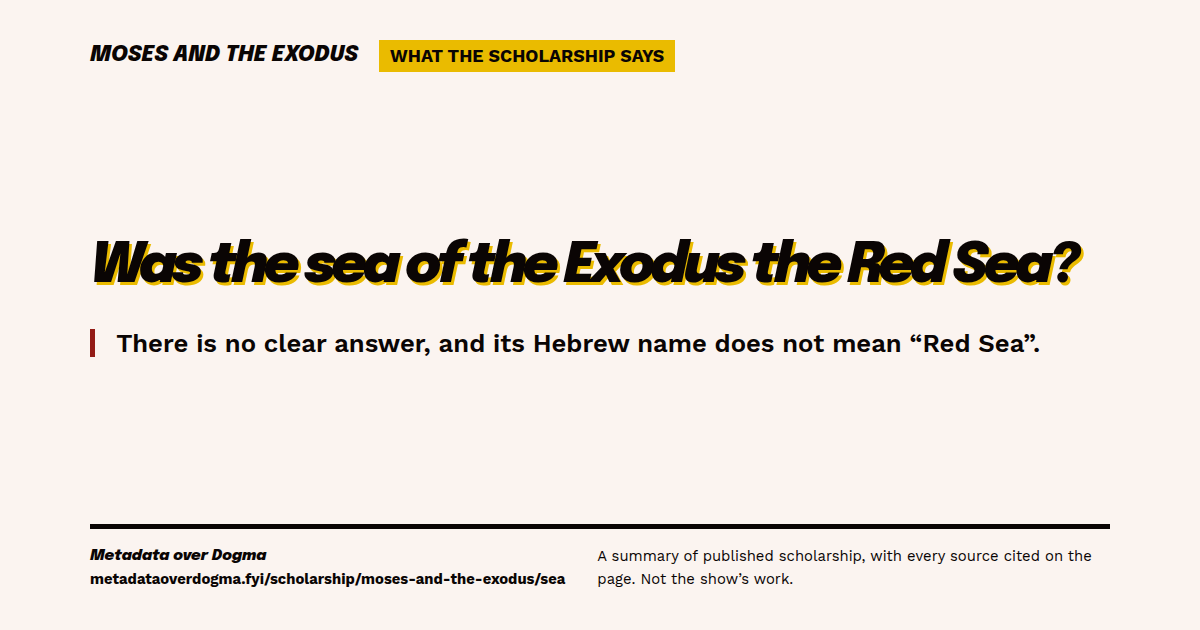 MOSES AND THE EXODUS
WHAT THE SCHOLARSHIP SAYS
Was the sea of the Exodus the Red Sea?
There is no clear answer, and its Hebrew name does not mean “Red Sea”.
Metadata over Dogma
metadataoverdogma.fyi/scholarship/moses-and-the-exodus/sea
A summary of published scholarship, with every source cited on the
page. Not the show’s work.